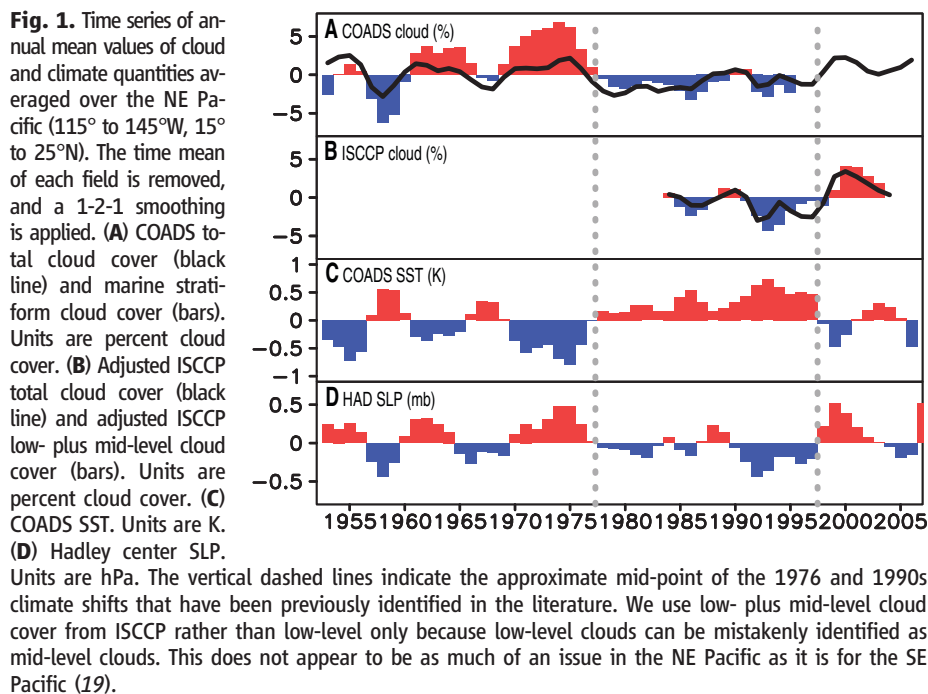 Fig. 1. Time series of an-
nual mean values of cloud
and climate quantities av-
eraged over the NE Pa-
cific (115° to 145°W, 15°
to 25°N). The time mean
of each field is removed,
and a 1-2-1 smoothing
is applied. (A) COADS to-
tal cloud cover (black
line) and marine strati-
form cloud cover (bars).
Units are percent cloud
cover. (B) Adjusted ISCCP
total cloud cover (black
line) and adjusted ISCCP
low- plus mid-level cloud
cover (bars). Units are
percent cloud cover. (C)
COADS SST. Units are K.
(D) Hadley center SLP.
Units are hPa. The vertical dashed lines indicate the approximate mid-point of the 1976 and 1990s
climate shifts that have been previously identified in the literature. We use low- plus mid-level cloud
cover from ISCCP rather than low-level only because low-level clouds can be mistakenly identified as
mid-level clouds. This does not appear to be as much of an issue in the NE Pacific as it is for the SE
Pacific (19).
A COADS cloud (%)
5
0
−5
B ISCCP cloud (%)
5
0
−5
C COADS SST (K)
1
0.5
0
−0.5
−1
D HAD SLP (mb)
0.5
0
−0.5
1955 1960 1965 1970 1975 1980 1985 1990 1995 2000 2005